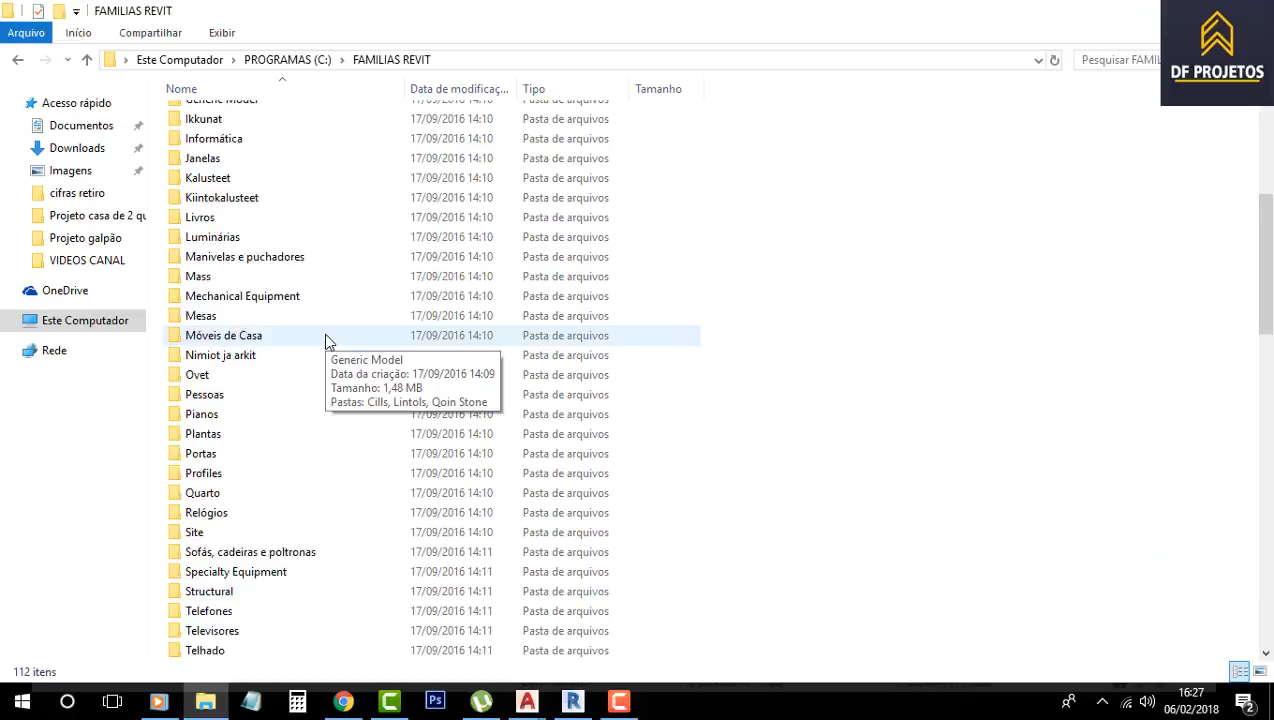 FAMILIAS REVIT
Arquivo Início Compartilhar Exibir
Este Computador PROGRAMAS (C:) FAMILIAS REVIT
Pesquisar FAMIL
DF PROJETOS
Nome Data de modificaç... Tipo Tamanho
Generic Model 17/09/2016 14:10 Pasta de arquivos
Ikkunat 17/09/2016 14:10 Pasta de arquivos
Informática 17/09/2016 14:10 Pasta de arquivos
Janelas 17/09/2016 14:10 Pasta de arquivos
Kalusteet 17/09/2016 14:10 Pasta de arquivos
Kiintokalusteet 17/09/2016 14:10 Pasta de arquivos
Livros 17/09/2016 14:10 Pasta de arquivos
Luminárias 17/09/2016 14:10 Pasta de arquivos
Manivelas e puchadores 17/09/2016 14:10 Pasta de arquivos
Mass 17/09/2016 14:10 Pasta de arquivos
Mechanical Equipment 17/09/2016 14:10 Pasta de arquivos
Mesas 17/09/2016 14:10 Pasta de arquivos
Móveis de Casa 17/09/2016 14:10 Pasta de arquivos
Nimiot ja arkit 17/09/2016 14:10 Pasta de arquivos
Ovet 17/09/2016 14:10 Pasta de arquivos
Pessoas 17/09/2016 14:10 Pasta de arquivos
Pianos 17/09/2016 14:10 Pasta de arquivos
Plantas 17/09/2016 14:10 Pasta de arquivos
Portas 17/09/2016 14:10 Pasta de arquivos
Profiles 17/09/2016 14:10 Pasta de arquivos
Quarto 17/09/2016 14:10 Pasta de arquivos
Relógios 17/09/2016 14:10 Pasta de arquivos
Site 17/09/2016 14:10 Pasta de arquivos
Sofás, cadeiras e poltronas 17/09/2016 14:11 Pasta de arquivos
Specialty Equipment 17/09/2016 14:11 Pasta de arquivos
Structural 17/09/2016 14:11 Pasta de arquivos
Telefones 17/09/2016 14:11 Pasta de arquivos
Televisores 17/09/2016 14:11 Pasta de arquivos
Telhado 17/09/2016 14:11 Pasta de arquivos
Generic Model
Data da criação: 17/09/2016 14:09
Tamanho: 1,48 MB
Pastas: Cills, Lintols, Qoin Stone
Acesso rápido
Documentos
Downloads
Imagens
cifras retiro
Projeto casa de 2 qu
Projeto galpão
VIDEOS CANAL
OneDrive
Este Computador
Rede
112 itens
Ps
A
R
C
16:27
06/02/2018
2